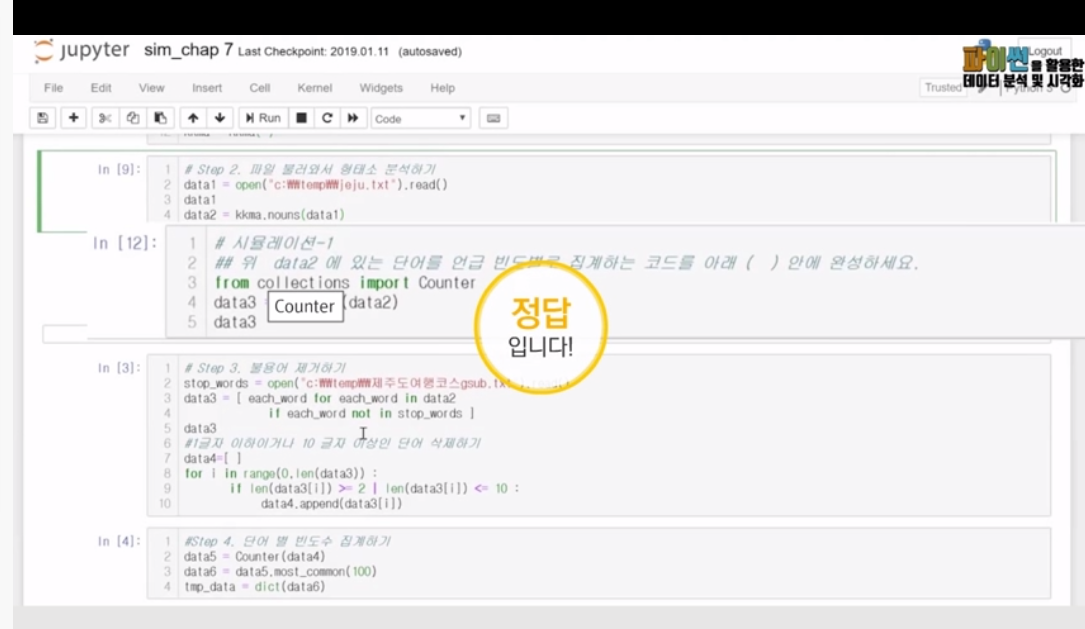 jupyter sim_chap 7 Last Checkpoint: 2019.01.11 (autosaved)
Logout
파이썬을 활용한
데이터 분석 및 시각화
File Edit View Insert Cell Kernel Widgets Help
Trusted
Python 3
Run Code
In [9]:
1 # Step 2. 파일 불러와서 형태소 분석하기
2 data1 = open("c:\\temp\\jeju.txt").read()
3 data1
4 data2 = kkma.nouns(data1)
In [12]:
1 # 시뮬레이션-1
2 ## 위 data2 에 있는 단어를 언급 빈도별로 집계하는 코드를 아래 ( ) 안에 완성하세요.
3 from collections import Counter
4 data3 = Counter(data2)
5 data3
정답
입니다!
In [3]:
1 # Step 3. 불용어 제거하기
2 stop_words = open("c:\\temp\\제주도여행코스gsub.txt
3 data3 = [ each_word for each_word in data2
4 if each_word not in stop_words ]
5 data3
6 #1글자 이하이거나 10 글자 이상인 단어 삭제하기
7 data4=[ ]
8 for i in range(0,len(data3)) :
9 if len(data3[i]) >= 2 | len(data3[i]) <= 10 :
10 data4.append(data3[i])
In [4]:
1 #Step 4. 단어 별 빈도수 집계하기
2 data5 = Counter(data4)
3 data6 = data5.most_common(100)
4 tmp_data = dict(data6)